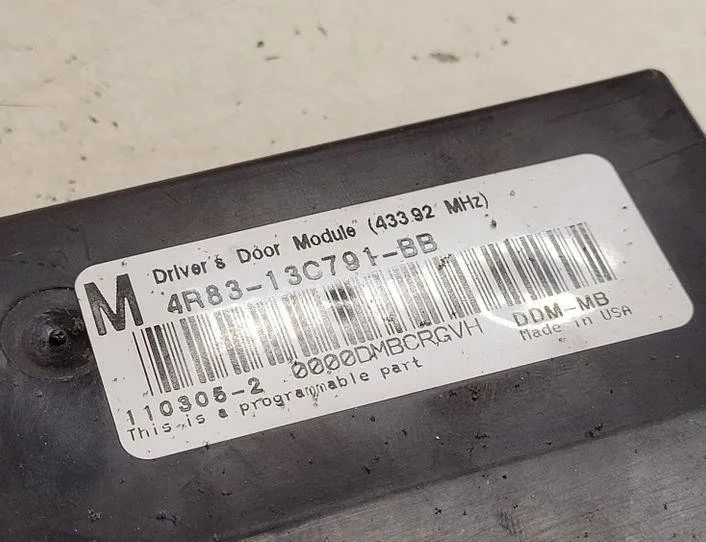 M
Driver's Door Module (433.92 MHz)
4R83-13C791-BB
110305-2 0000DMBCRGVH DDM-MB
This is a programmable part Made in USA